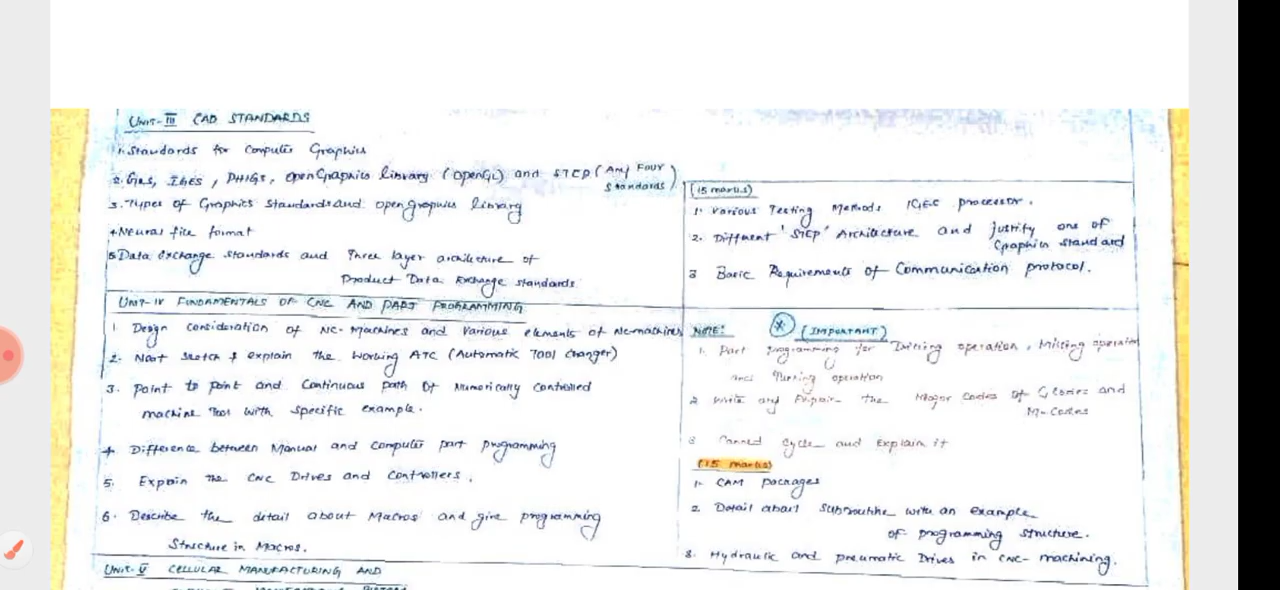 UNIT-III CAD STANDARDS
1. Standards for Computer Graphics
2. GKS, IGES, PHIGS, Open Graphics library (OpenGL) and STEP (Any Four Standards)
3. Types of Graphics Standards and open graphics library
4 Neural file format
5 Data exchange standards and Three layer architecture of
Product Data Exchange standards
(15 marks)
1. Various Testing Methods IGES processor.
2. Different 'STEP' Architecture and justify one of
Graphics standard
3 Basic Requirements of Communication protocol.
UNIT-IV FUNDAMENTALS OF CNC AND PART PROGRAMMING
1 Design consideration of NC-Machines and various elements of NC-machines
2. Neat sketch & explain the working ATC (Automatic Tool changer)
3. Point to point and Continuous path of Numerically controlled
machine Tool with specific example.
4 Difference between Manual and computer part programming
5. Explain the CNC Drives and Controllers.
6. Describe the detail about Macros and give programming
Structure in Macros.
NOTE: * (IMPORTANT)
1. Part programming for Drilling operation, Milling operation
and Turning operation
2 Write and Explain the Major Codes of G Codes and
M-Codes
3 Canned Cycle and Explain it
(15 marks)
1. CAM packages
2. Detail about Subroutine with an example
of programming structure.
3. Hydraulic and pneumatic Drives in CNC-machining.
UNIT-V CELLULAR MANUFACTURING AND